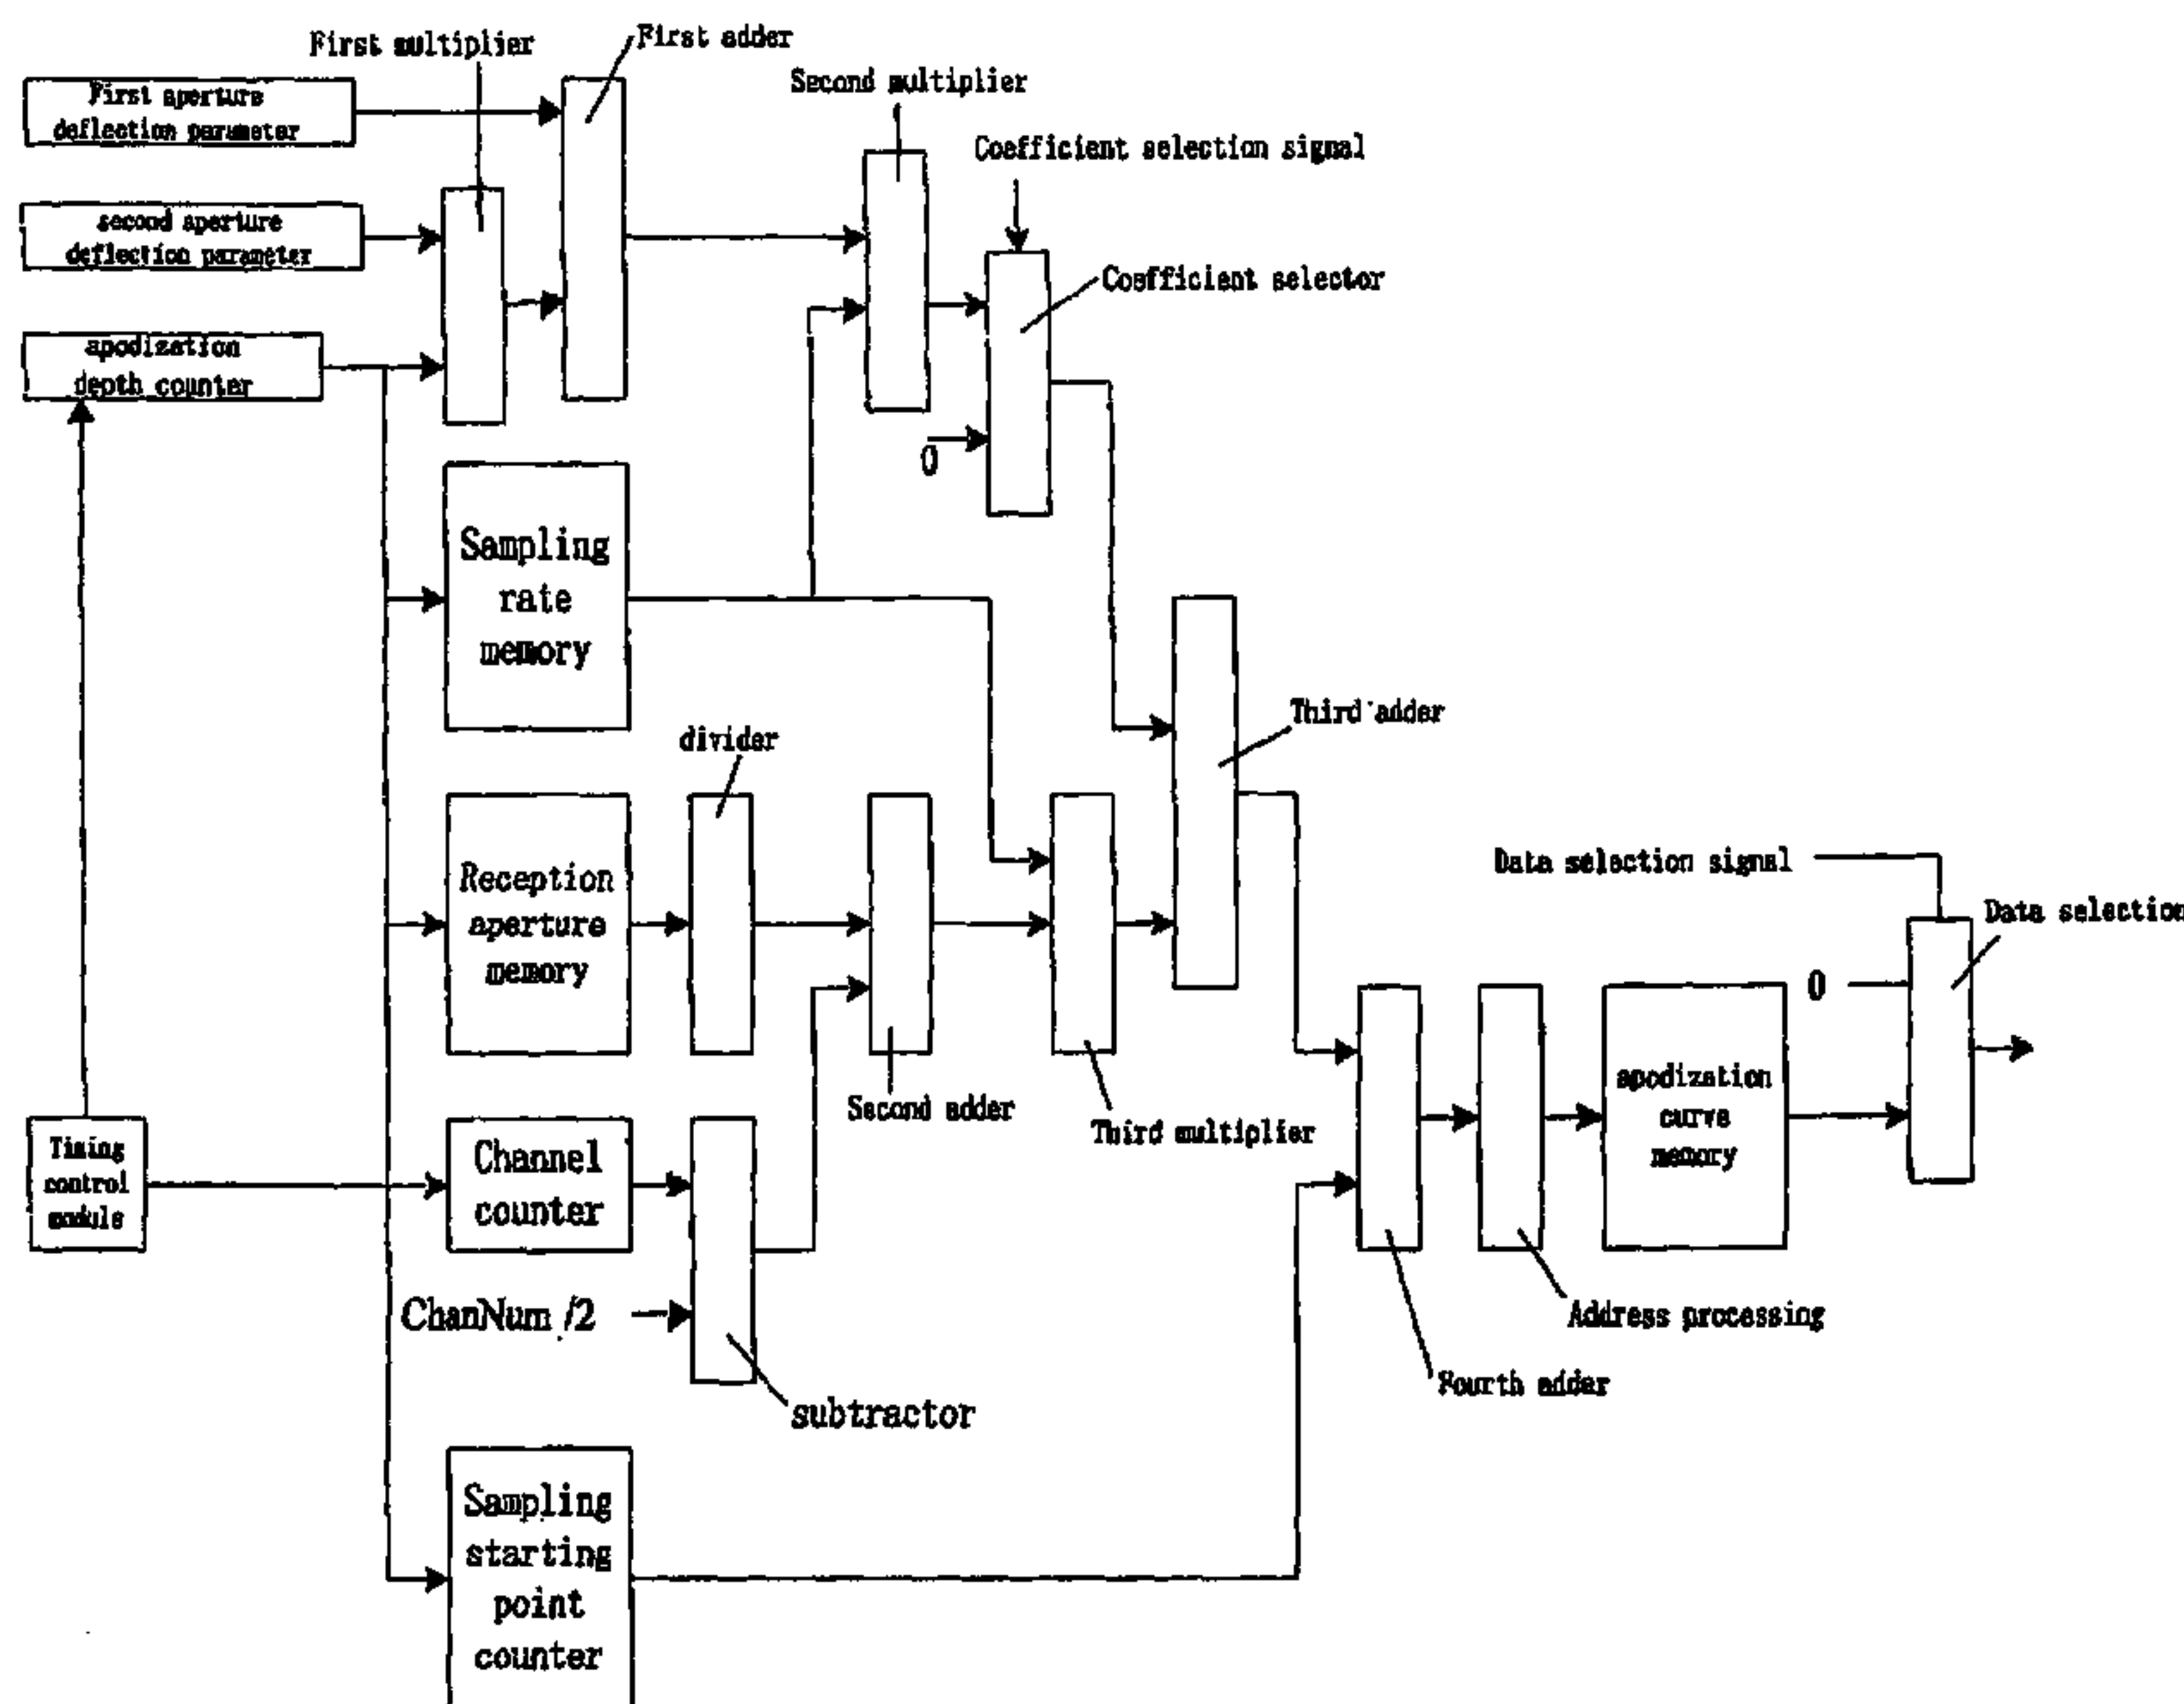 First multiplier
First adder
First aperture
deflection parameter
Second multiplier
Coefficient selection signal
second aperture
deflection parameter
Coefficient selector
apodization
depth counter
0
Sampling
rate
memory
Third adder
divider
Reception
aperture
memory
Data selection signal
Data selection
0
Second adder
Third multiplier
apodization
curve
memory
Timing
control
module
Channel
counter
ChanNum /2
subtractor
Address processing
Fourth adder
Sampling
starting
point
counter